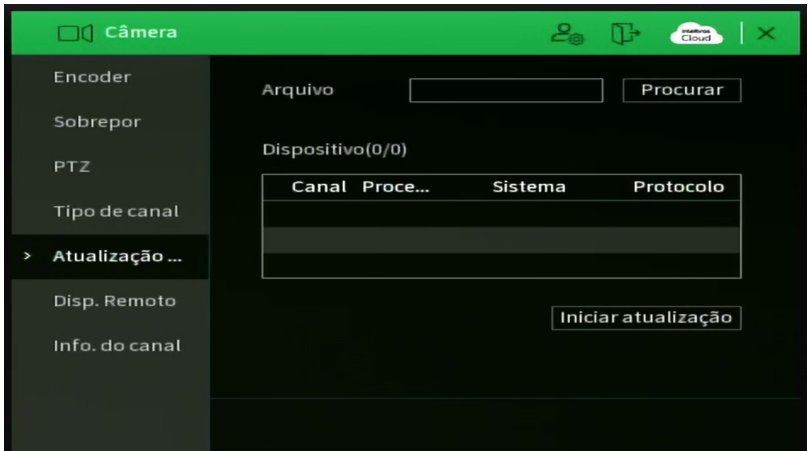 Câmera
intelbras
Cloud
Encoder
Sobrepor
PTZ
Tipo de canal
> Atualização ...
Disp. Remoto
Info. do canal
Arquivo
Procurar
Dispositivo(0/0)
Canal Proce... Sistema Protocolo
Iniciar atualização